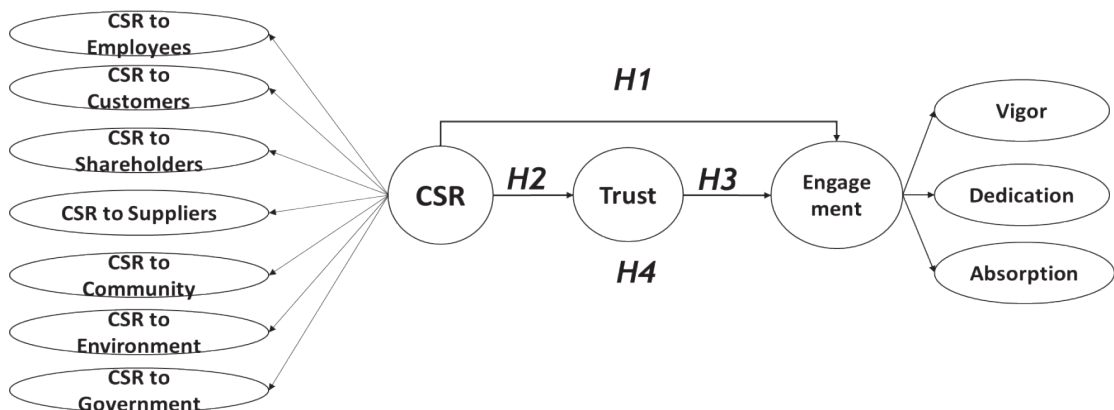 CSR to
Employees
CSR to
Customers
CSR to
Shareholders
CSR to Suppliers
CSR to
Community
CSR to
Environment
CSR to
Government
H1
CSR
H2
Trust
H3
Engage
ment
H4
Vigor
Dedication
Absorption